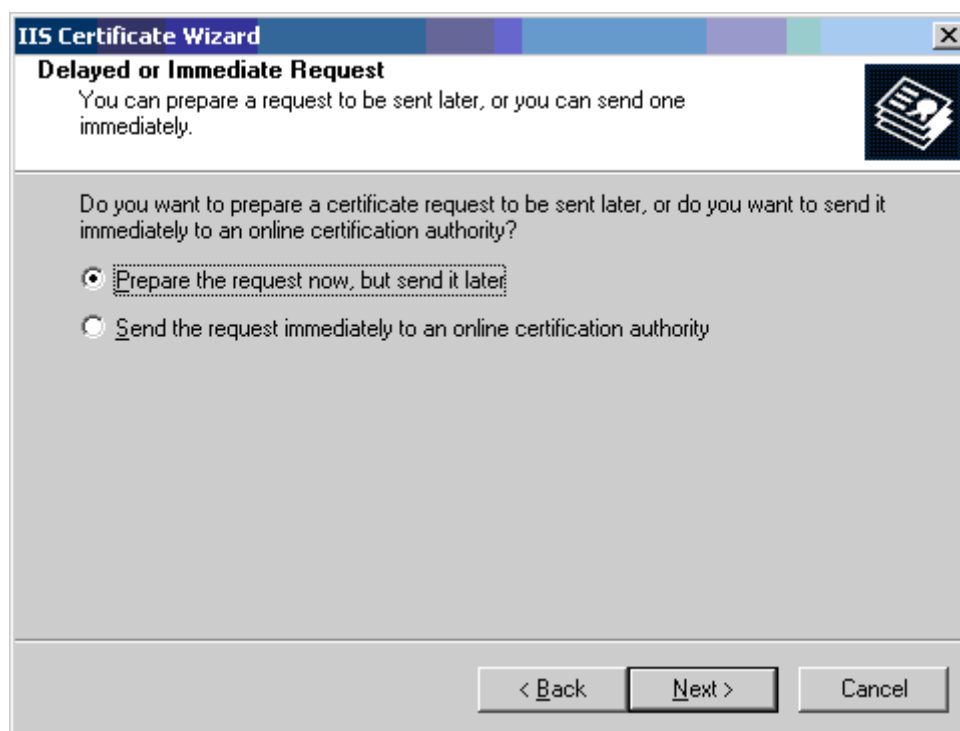 IIS Certificate Wizard
Delayed or Immediate Request
You can prepare a request to be sent later, or you can send one
immediately.
Do you want to prepare a certificate request to be sent later, or do you want to send it
immediately to an online certification authority?
Prepare the request now, but send it later
Send the request immediately to an online certification authority
< Back
Next >
Cancel